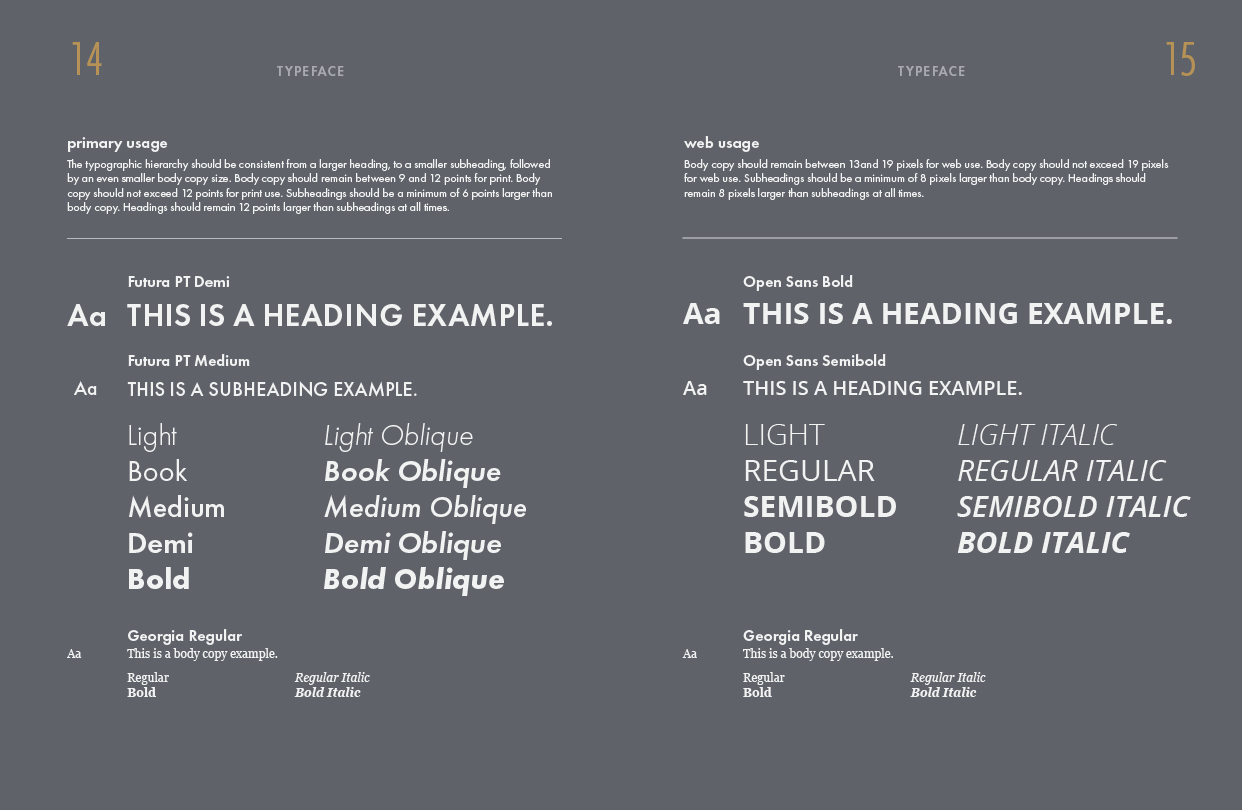 14
TYPEFACE
primary usage
The typographic hierarchy should be consistent from a larger heading, to a smaller subheading, followed
by an even smaller body copy size. Body copy should remain between 9 and 12 points for print. Body
copy should not exceed 12 points for print use. Subheadings should be a minimum of 6 points larger than
body copy. Headings should remain 12 points larger than subheadings at all times.
Futura PT Demi
Aa THIS IS A HEADING EXAMPLE.
Futura PT Medium
Aa THIS IS A SUBHEADING EXAMPLE.
Light Light Oblique
Book Book Oblique
Medium Medium Oblique
Demi Demi Oblique
Bold Bold Oblique
Georgia Regular
Aa This is a body copy example.
Regular Regular Italic
Bold Bold Italic
TYPEFACE
15
web usage
Body copy should remain between 13and 19 pixels for web use. Body copy should not exceed 19 pixels
for web use. Subheadings should be a minimum of 8 pixels larger than body copy. Headings should
remain 8 pixels larger than subheadings at all times.
Open Sans Bold
Aa THIS IS A HEADING EXAMPLE.
Open Sans Semibold
Aa THIS IS A HEADING EXAMPLE.
LIGHT LIGHT ITALIC
REGULAR REGULAR ITALIC
SEMIBOLD SEMIBOLD ITALIC
BOLD BOLD ITALIC
Georgia Regular
Aa This is a body copy example.
Regular Regular Italic
Bold Bold Italic